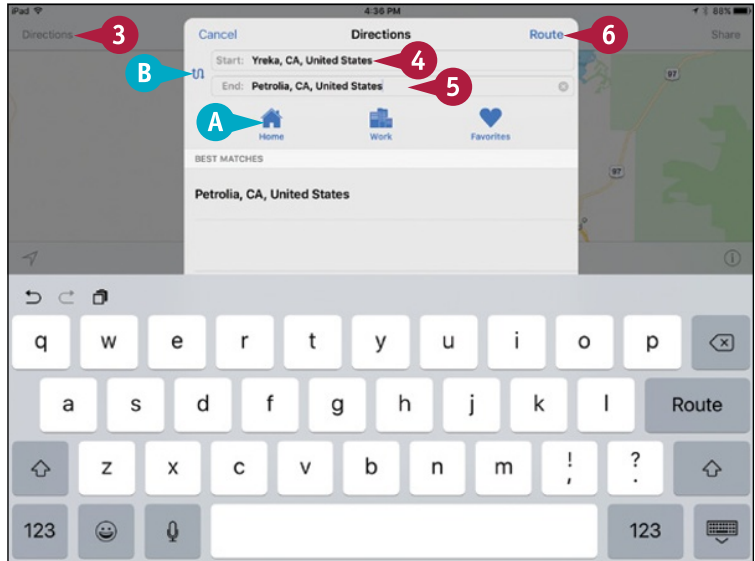 iPad 4:36 PM 88%
Directions 3 Cancel Directions Route 6 Share
B Start: Yreka, CA, United States 4
End: Petrolia, CA, United States 5
97
A
Home Work Favorites
BEST MATCHES
97
Petrolia, CA, United States
q w e r t y u i o p
a s d f g h j k l Route
z x c v b n m ! , ? .
123 123